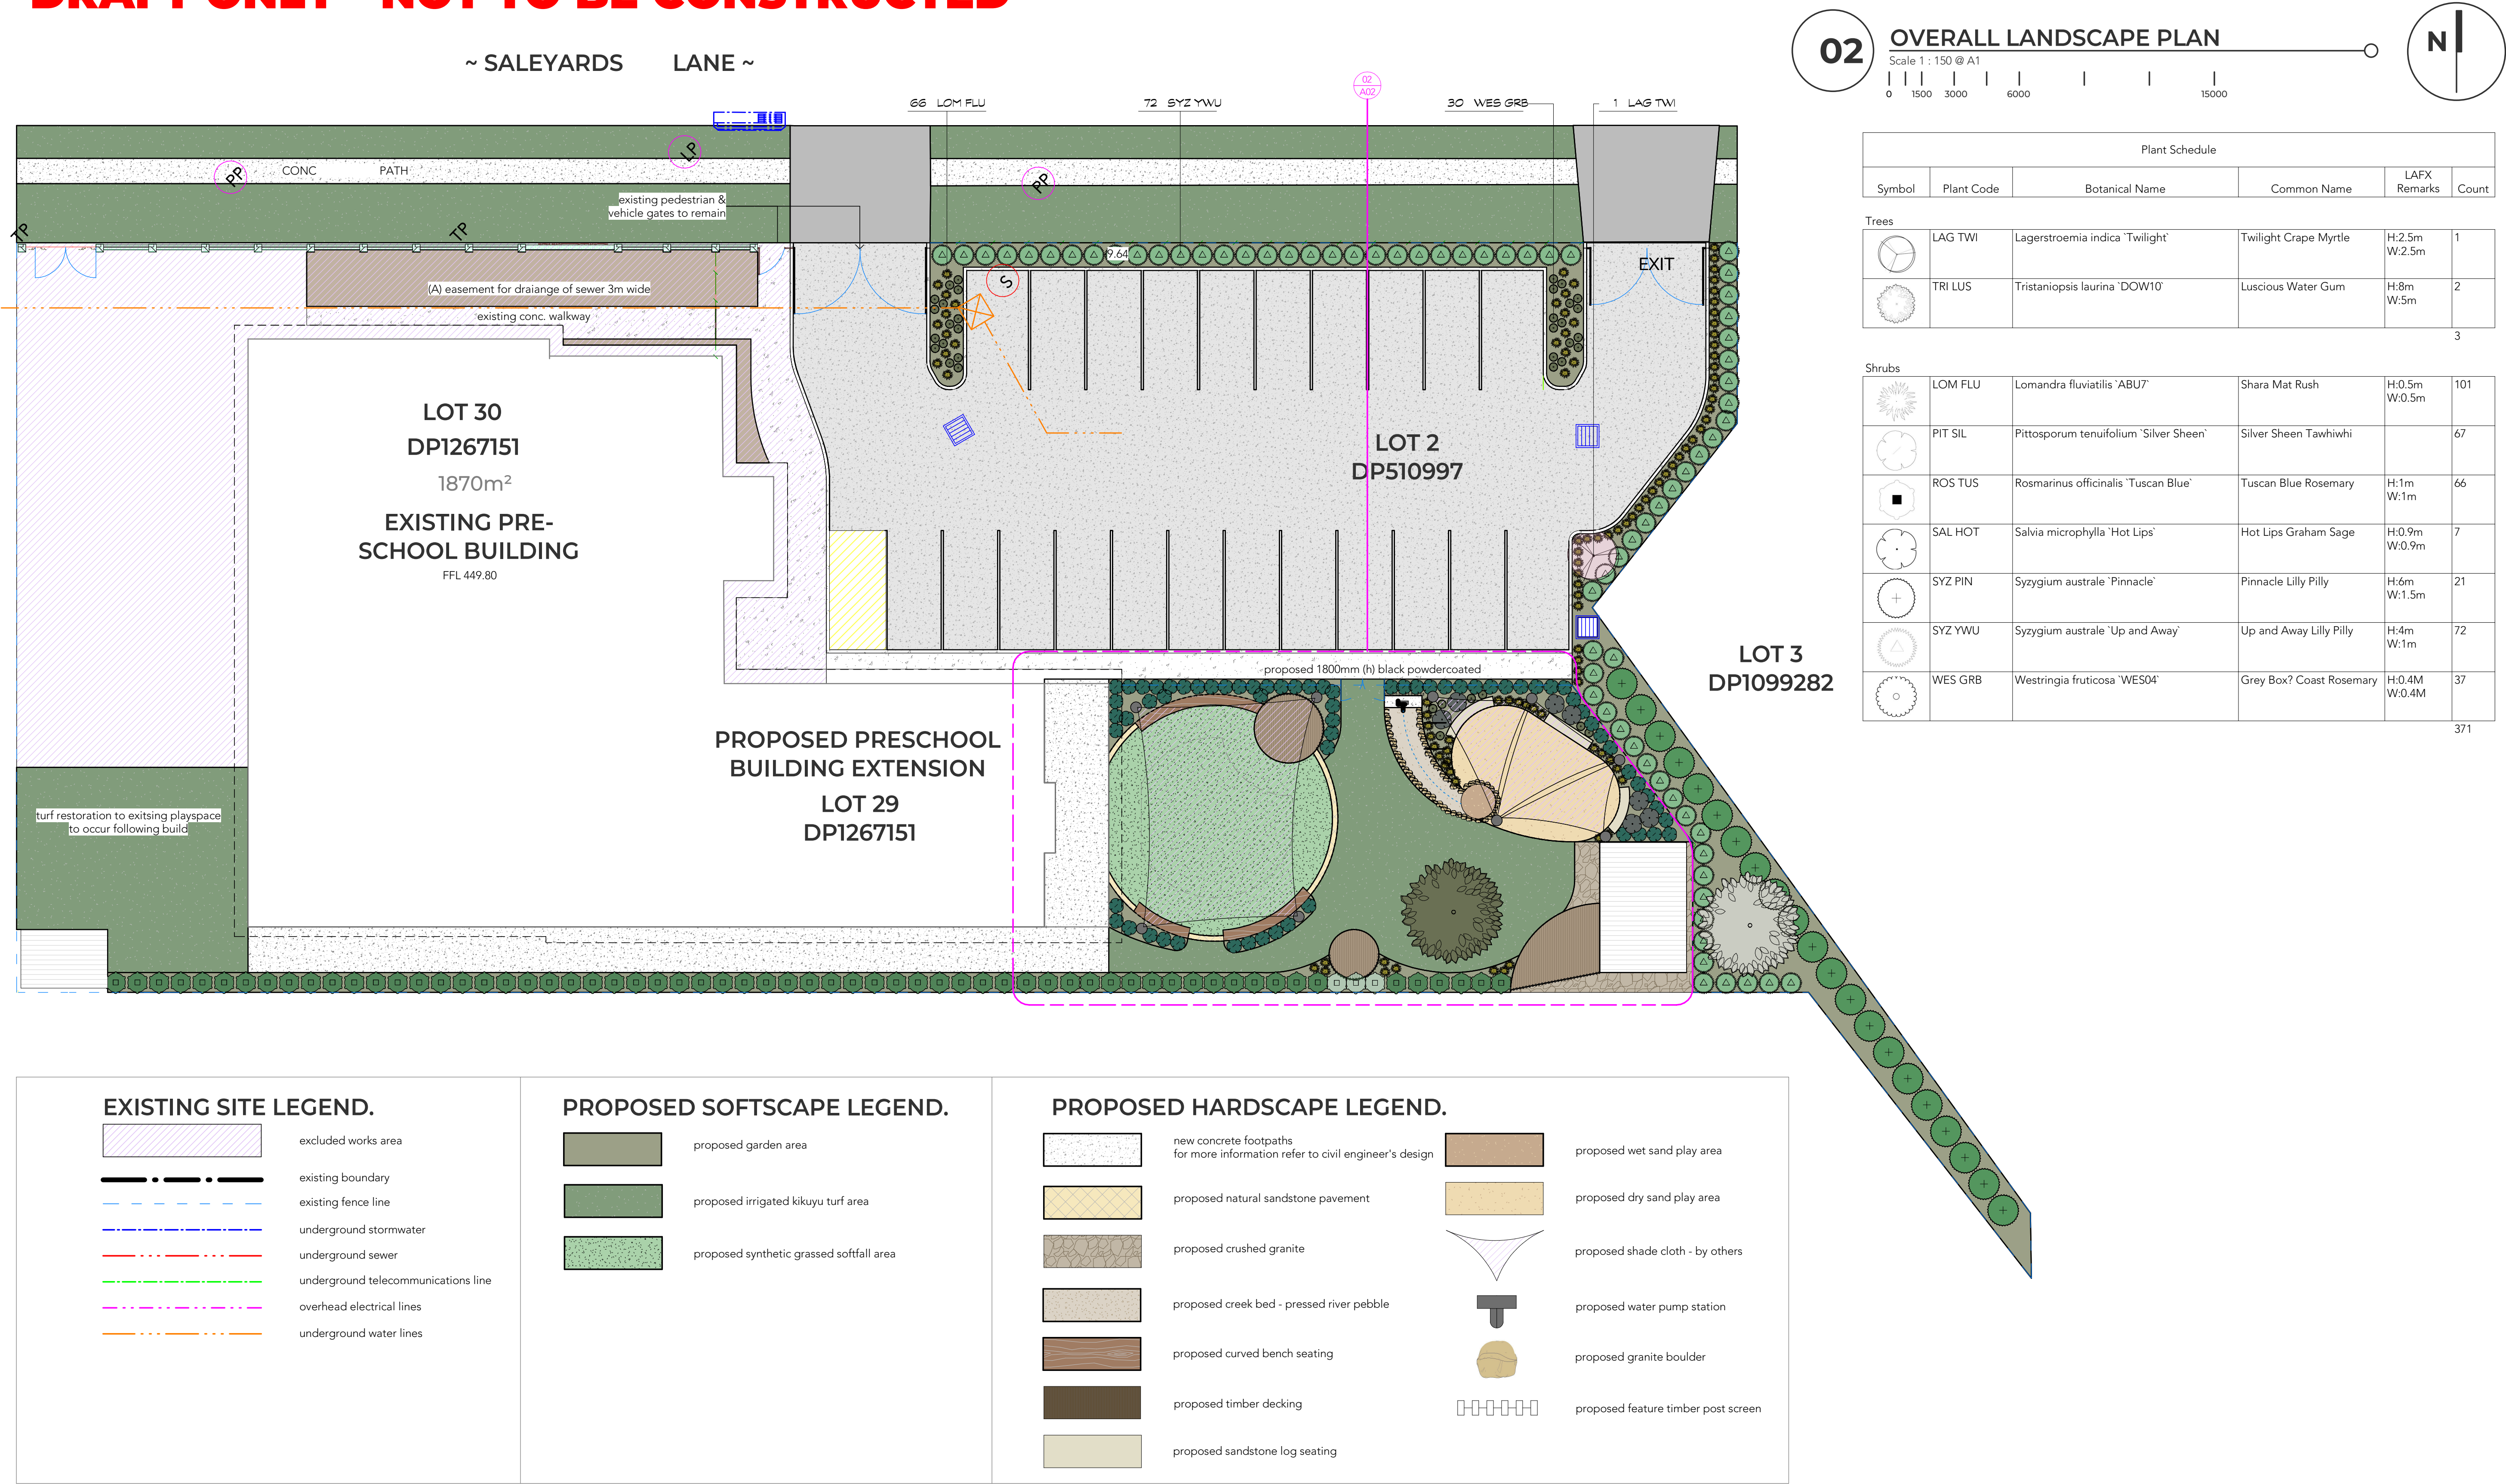 DRAFT ONLY - NOT TO BE CONSTRUCTED
~ SALEYARDS LANE ~
02
OVERALL LANDSCAPE PLAN
Scale 1 : 150 @ A1
0 1500 3000 6000 15000
N
02
A02
66 LOM FLU
72 SYZ YWU
30 WES GRB
1 LAG TWI
LP
PP
CONC PATH
PP
existing pedestrian &
vehicle gates to remain
TP
TP
9.64
S
EXIT
(A) easement for draiange of sewer 3m wide
existing conc. walkway
LOT 30
DP1267151
1870m²
EXISTING PRE-
SCHOOL BUILDING
FFL 449.80
LOT 2
DP510997
LOT 3
DP1099282
proposed 1800mm (h) black powdercoated
PROPOSED PRESCHOOL
BUILDING EXTENSION
LOT 29
DP1267151
turf restoration to exitsing playspace
to occur following build
Plant Schedule
Symbol Plant Code Botanical Name Common Name LAFX Remarks Count
Trees
LAG TWI Lagerstroemia indica `Twilight` Twilight Crape Myrtle H:2.5m W:2.5m 1
TRI LUS Tristaniopsis laurina `DOW10` Luscious Water Gum H:8m W:5m 2
3
Shrubs
LOM FLU Lomandra fluviatilis `ABU7` Shara Mat Rush H:0.5m W:0.5m 101
PIT SIL Pittosporum tenuifolium `Silver Sheen` Silver Sheen Tawhiwhi 67
ROS TUS Rosmarinus officinalis `Tuscan Blue` Tuscan Blue Rosemary H:1m W:1m 66
SAL HOT Salvia microphylla `Hot Lips` Hot Lips Graham Sage H:0.9m W:0.9m 7
SYZ PIN Syzygium australe `Pinnacle` Pinnacle Lilly Pilly H:6m W:1.5m 21
SYZ YWU Syzygium australe `Up and Away` Up and Away Lilly Pilly H:4m W:1m 72
WES GRB Westringia fruticosa `WES04` Grey Box? Coast Rosemary H:0.4M W:0.4M 37
371
EXISTING SITE LEGEND.
excluded works area
existing boundary
existing fence line
underground stormwater
underground sewer
underground telecommunications line
overhead electrical lines
underground water lines
PROPOSED SOFTSCAPE LEGEND.
proposed garden area
proposed irrigated kikuyu turf area
proposed synthetic grassed softfall area
PROPOSED HARDSCAPE LEGEND.
new concrete footpaths
for more information refer to civil engineer's design
proposed natural sandstone pavement
proposed crushed granite
proposed creek bed - pressed river pebble
proposed curved bench seating
proposed timber decking
proposed sandstone log seating
proposed wet sand play area
proposed dry sand play area
proposed shade cloth - by others
proposed water pump station
proposed granite boulder
proposed feature timber post screen